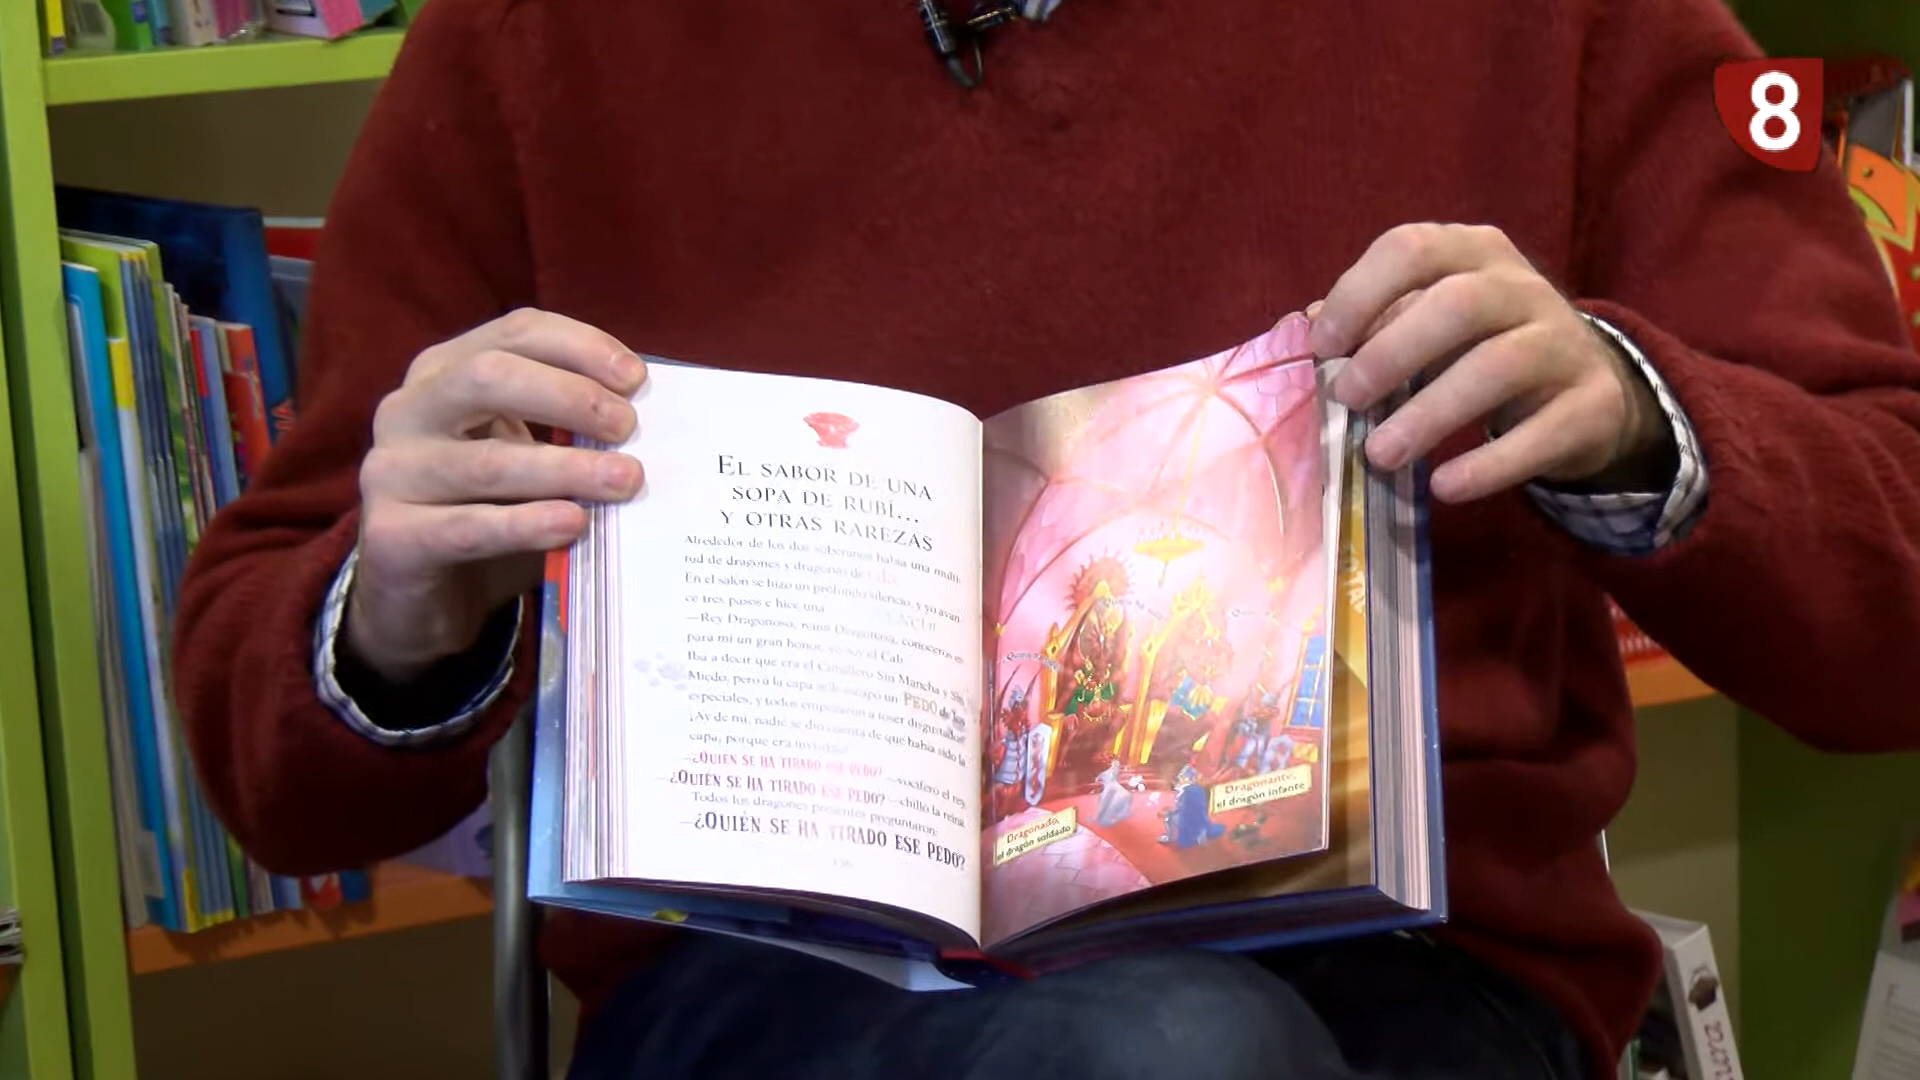 8
EL SABOR DE UNA
SOPA DE RUBÍ...
Y OTRAS RAREZAS
Alrededor de los dos soberanos había una multi-
tud de dragones y dragonas de
En el salón se hizo un profundo silencio, y yo avan-
cé tres pasos e hice una
—Rey Dragonoso, reina Dragonasa, conoceros es
para mí un gran honor, yo soy el Cab
Iba a decir que era el Caballero Sin Mancha y Sin
Miedo, pero a la capa se le escapó un PEDO de los
especiales, y todos empezaron a toser disgustados
¡Ay de mí, nadie se dio cuenta de que había sido la
capa, porque era invisible!
—¿QUIÉN SE HA TIRADO ESE PEDO? —vociferó el rey.
—¿QUIÉN SE HA TIRADO ESE PEDO? —chilló la reina.
Todos los dragones presentes preguntaron:
—¿QUIÉN SE HA TIRADO ESE PEDO?
Dragonado,
el dragón soldado
Dragonante,
el dragón infante